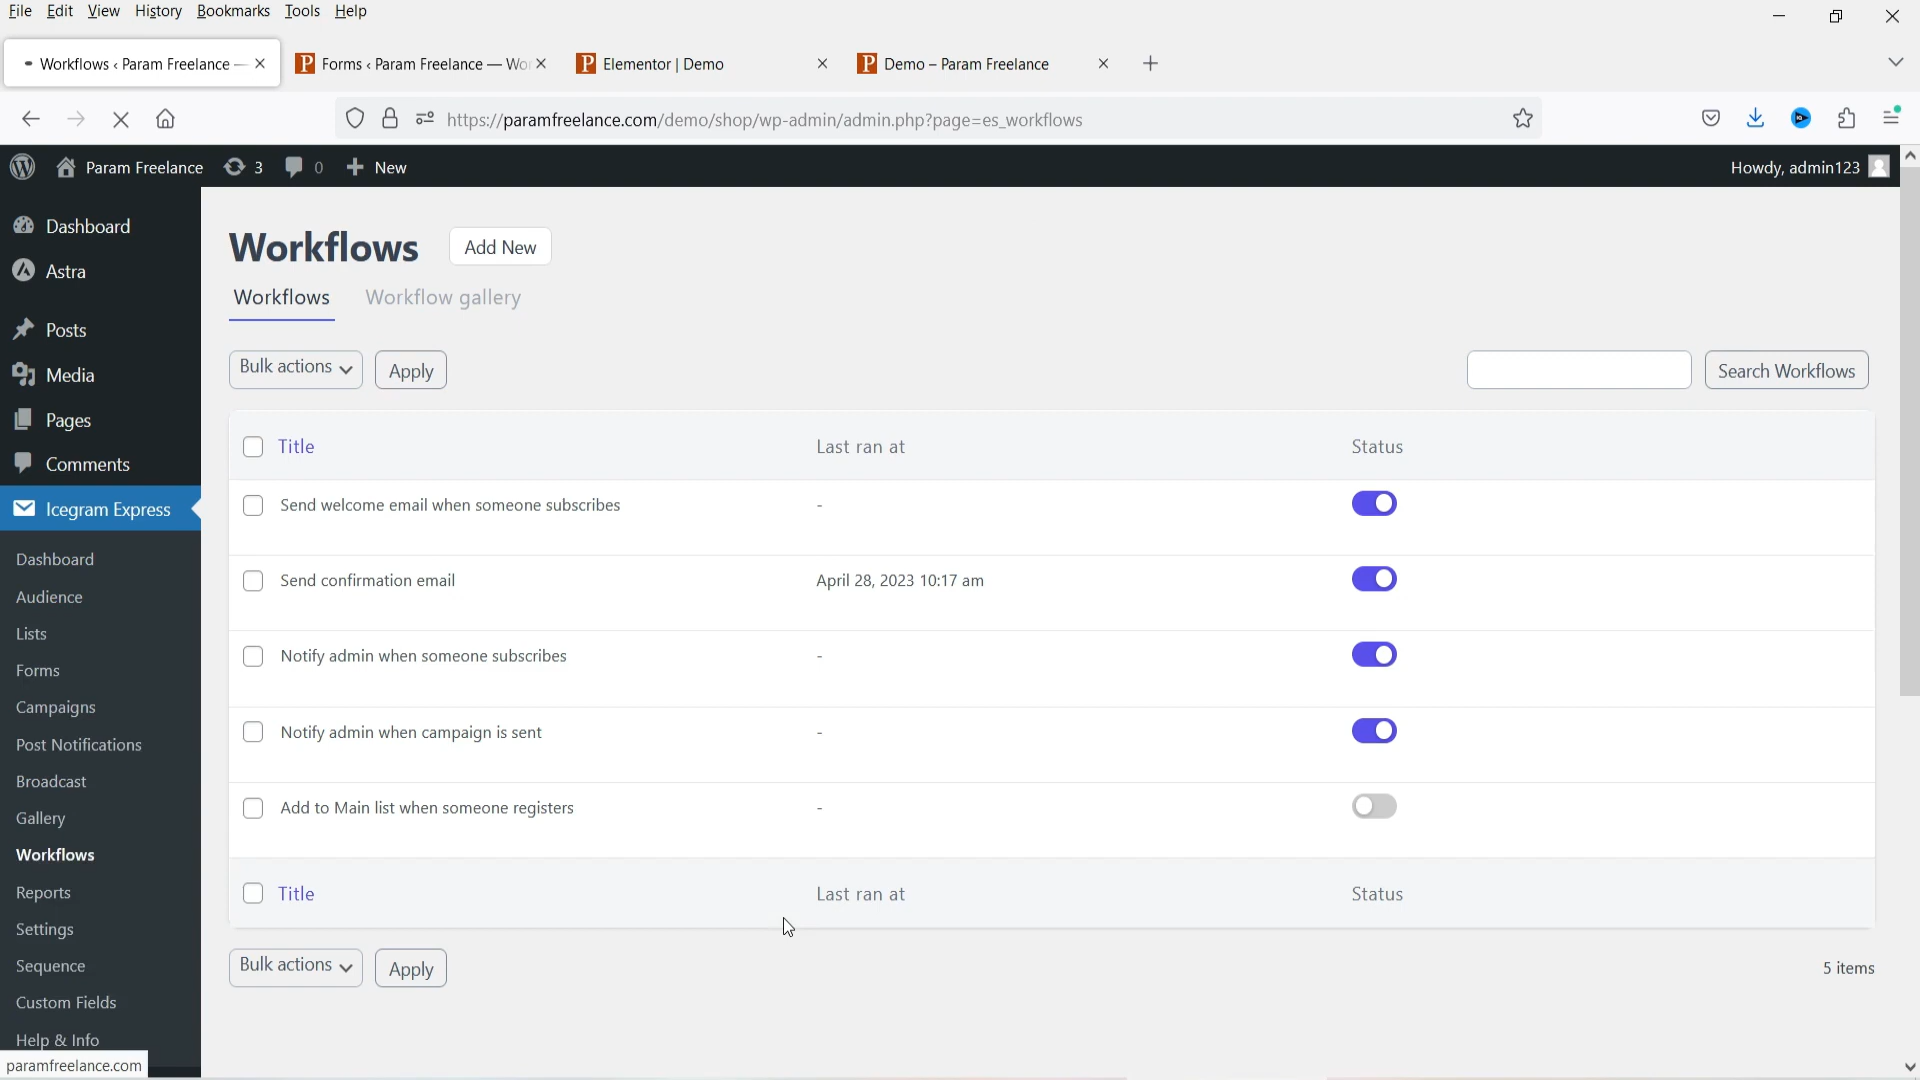 File Edit View History Bookmarks Tools Help
Workflows ‹ Param Freelance —
Forms ‹ Param Freelance — Wo
Elementor | Demo
Demo – Param Freelance
https://paramfreelance.com/demo/shop/wp-admin/admin.php?page=es_workflows
Param Freelance 3 0 New
Howdy, admin123
Dashboard
Astra
Posts
Media
Pages
Comments
Icegram Express
Dashboard
Audience
Lists
Forms
Campaigns
Post Notifications
Broadcast
Gallery
Workflows
Reports
Settings
Sequence
Custom Fields
Help & Info
paramfreelance.com
Workflows Add New
Workflows Workflow gallery
Bulk actions Apply
Search Workflows
Title Last ran at Status
Send welcome email when someone subscribes -
Send confirmation email April 28, 2023 10:17 am
Notify admin when someone subscribes -
Notify admin when campaign is sent -
Add to Main list when someone registers -
Title Last ran at Status
Bulk actions Apply
5 items